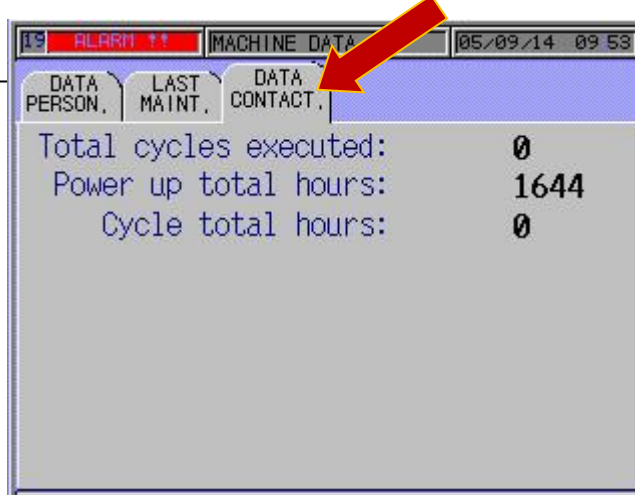 19 ALARM !! MACHINE DATA 05/09/14 09:53
DATA PERSON.
LAST MAINT.
DATA CONTACT.
Total cycles executed: 0
Power up total hours: 1644
Cycle total hours: 0